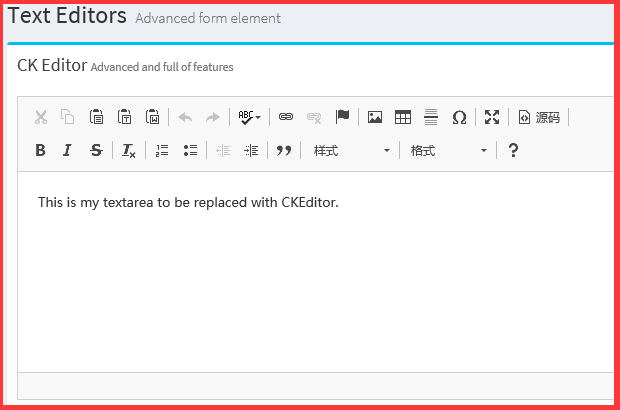 Text Editors Advanced form element
CK Editor Advanced and full of features
ABC Ω 源码
B I S Tx 样式 格式 ?
This is my textarea to be replaced with CKEditor.